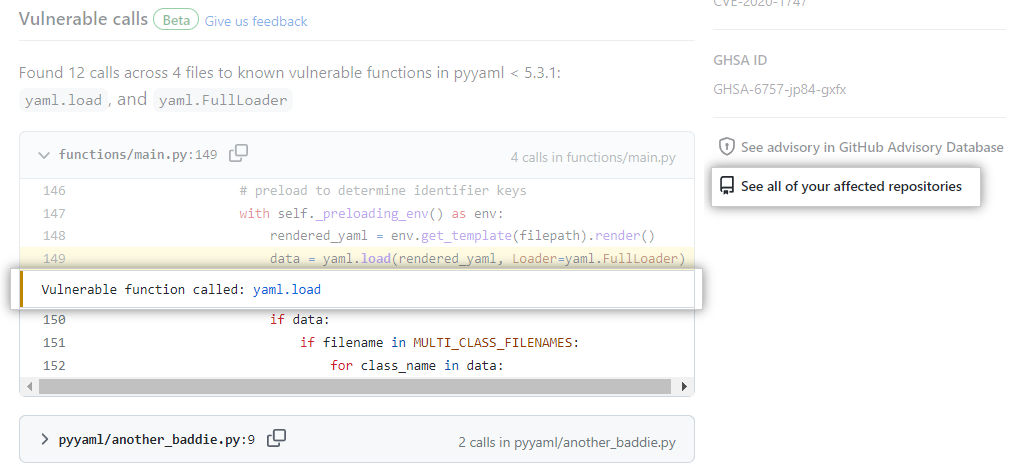 Vulnerable calls Beta Give us feedback
Found 12 calls across 4 files to known vulnerable functions in pyyaml < 5.3.1:
yaml.load, and yaml.FullLoader
functions/main.py:149 4 calls in functions/main.py
146 # preload to determine identifier keys
147 with self._preloading_env() as env:
148 rendered_yaml = env.get_template(filepath).render()
149 data = yaml.load(rendered_yaml, Loader=yaml.FullLoader)
Vulnerable function called: yaml.load
150 if data:
151 if filename in MULTI_CLASS_FILENAMES:
152 for class_name in data:
pyyaml/another_baddie.py:9 2 calls in pyyaml/another_baddie.py
CVE-2020-1747
GHSA ID
GHSA-6757-jp84-gxfx
See advisory in GitHub Advisory Database
See all of your affected repositories